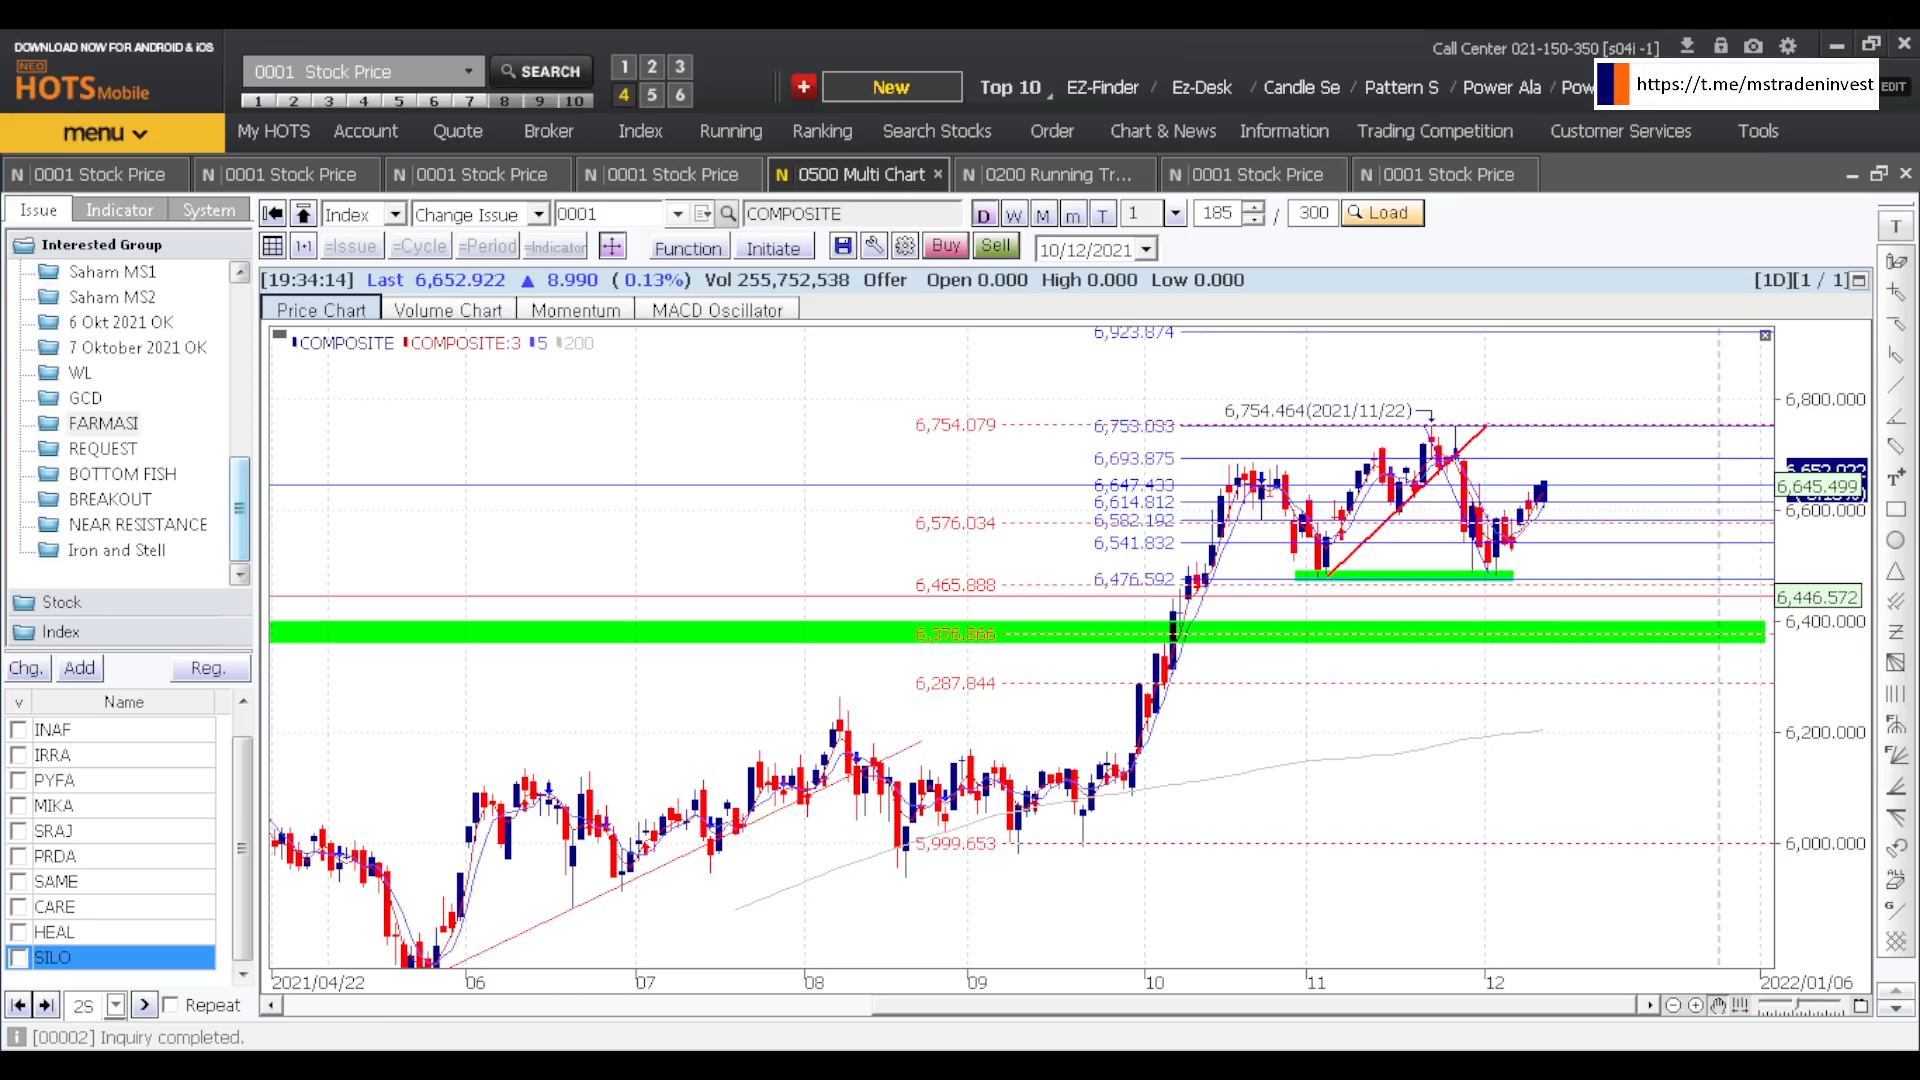 DOWNLOAD NOW FOR ANDROID & iOS
NEO
HOTS Mobile
0001 Stock Price
SEARCH
1 2 3
4 5 6
1 2 3 4 5 6 7 8 9 10
New
Top 10 EZ-Finder / Ez-Desk / Candle Se / Pattern S / Power Ala / Pow
Call Center 021-150-350 [s04i -1]
https://t.me/mstradeninvest
EDIT
menu
My HOTS Account Quote Broker Index Running Ranking Search Stocks Order Chart & News Information Trading Competition Customer Services Tools
N 0001 Stock Price N 0001 Stock Price N 0001 Stock Price N 0001 Stock Price N 0500 Multi Chart × N 0200 Running Tr... N 0001 Stock Price N 0001 Stock Price
Issue Indicator System
Index Change Issue 0001 COMPOSITE D W M m T 1 185 / 300 Load
=Issue =Cycle =Period =Indicator Function Initiate Buy Sell 10/12/2021
[19:34:14] Last 6,652.922 ▲ 8.990 ( 0.13%) Vol 255,752,538 Offer Open 0.000 High 0.000 Low 0.000 [1D][1 / 1]
Price Chart Volume Chart Momentum MACD Oscillator
Interested Group
Saham MS1
Saham MS2
6 Okt 2021 OK
7 Oktober 2021 OK
WL
GCD
FARMASI
REQUEST
BOTTOM FISH
BREAKOUT
NEAR RESISTANCE
Iron and Stell
Stock
Index
Chg. Add Reg.
v Name
INAF
IRRA
PYFA
MIKA
SRAJ
PRDA
SAME
CARE
HEAL
SILO
2S Repeat
COMPOSITE COMPOSITE:3 5 200
6,923.874
6,754.464(2021/11/22)
6,754.079
6,753.033
6,693.875
6,647.433
6,614.812
6,582.192
6,576.034
6,541.832
6,476.592
6,465.888
6,376.866
6,287.844
5,999.653
6,800.000
6,645.499
6,600.000
6,446.572
6,400.000
6,200.000
6,000.000
2021/04/22 06 07 08 09 10 11 12 2022/01/06
[00002] Inquiry completed.